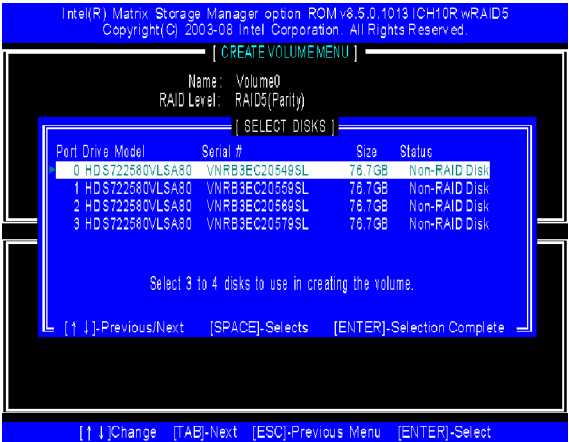 Intel(R) Matrix Storage Manager option ROM v8.5.0.1013 ICH10R wRAID5
Copyright(C) 2003-08 Intel Corporation. All Rights Reserved.
[ CREATE VOLUME MENU ]
Name: Volume0
RAID Level: RAID5(Parity)
[ SELECT DISKS ]
Port Drive Model Serial # Size Status
0 HDS722580VLSA80 VNRB3EC20549SL 76.7GB Non-RAID Disk
1 HDS722580VLSA80 VNRB3EC20559SL 76.7GB Non-RAID Disk
2 HDS722580VLSA80 VNRB3EC20569SL 76.7GB Non-RAID Disk
3 HDS722580VLSA80 VNRB3EC20579SL 76.7GB Non-RAID Disk
Select 3 to 4 disks to use in creating the volume.
[↑↓]-Previous/Next [SPACE]-Selects [ENTER]-Selection Complete
[↑↓]Change [TAB]-Next [ESC]-Previous Menu [ENTER]-Select